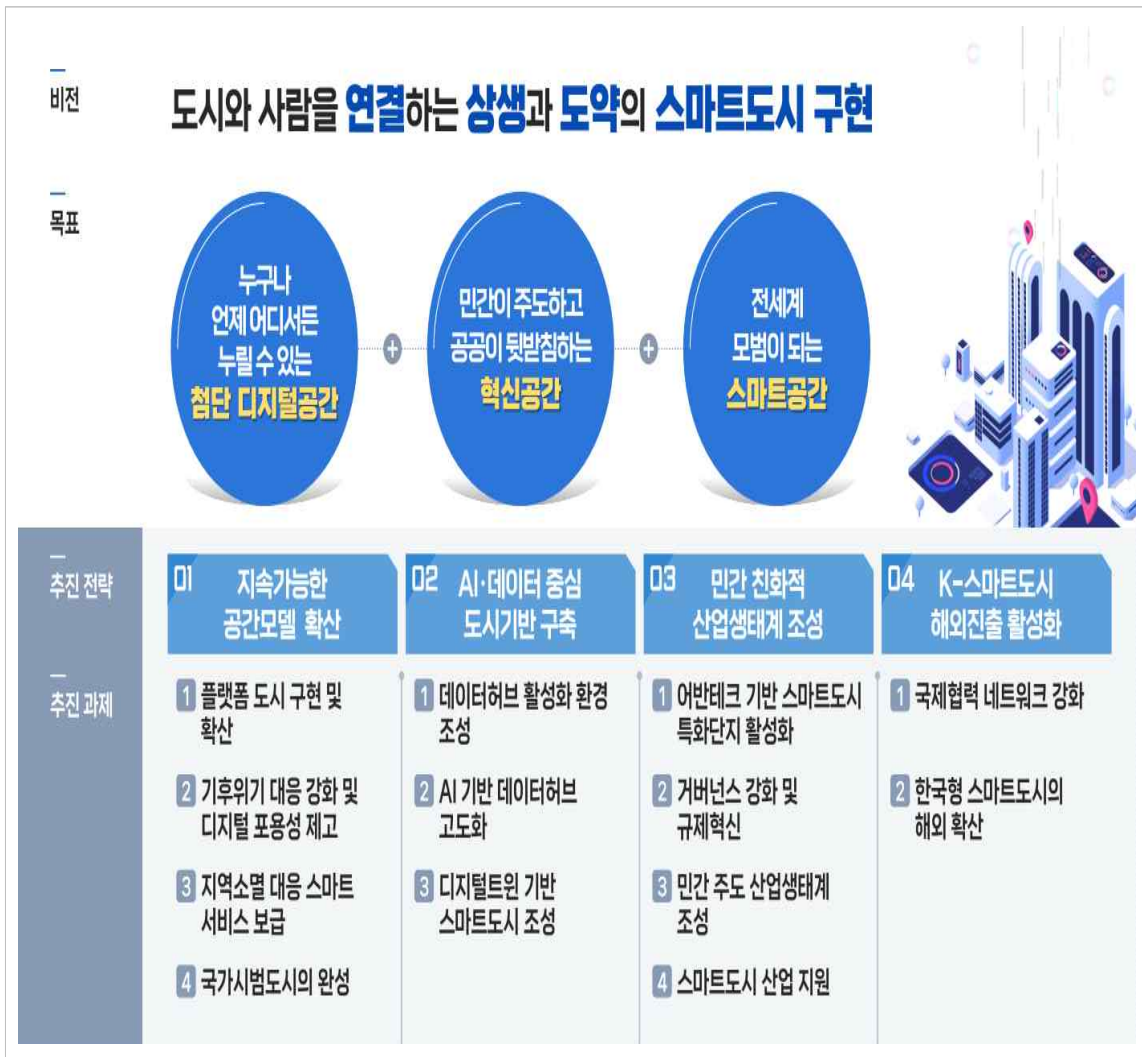 비전
도시와 사람을 연결하는 상생과 도약의 스마트도시 구현
목표
누구나
언제 어디서든
누릴 수 있는
첨단 디지털공간
+
민간이 주도하고
공공이 뒷받침하는
혁신공간
+
전세계
모범이 되는
스마트공간
추진 전략
01 지속가능한
공간모델 확산
02 AI·데이터 중심
도시기반 구축
03 민간 친화적
산업생태계 조성
04 K-스마트도시
해외진출 활성화
추진 과제
1 플랫폼 도시 구현 및
확산
2 기후위기 대응 강화 및
디지털 포용성 제고
3 지역소멸 대응 스마트
서비스 보급
4 국가시범도시의 완성
1 데이터허브 활성화 환경
조성
2 AI 기반 데이터허브
고도화
3 디지털트윈 기반
스마트도시 조성
1 어반테크 기반 스마트도시
특화단지 활성화
2 거버넌스 강화 및
규제혁신
3 민간 주도 산업생태계
조성
4 스마트도시 산업 지원
1 국제협력 네트워크 강화
2 한국형 스마트도시의
해외 확산